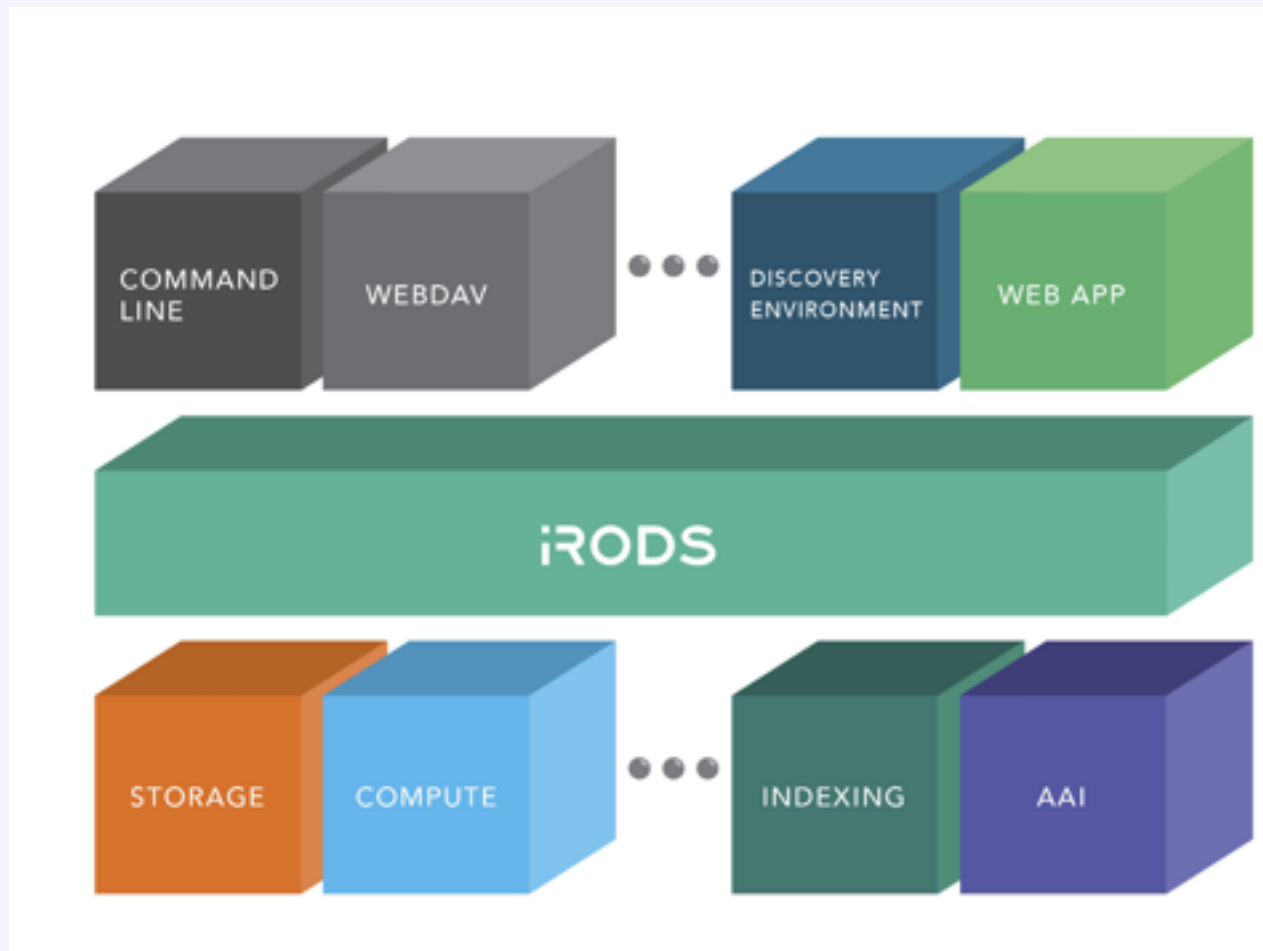 COMMAND
LINE
WEBDAV
DISCOVERY
ENVIRONMENT
WEB APP
iRODS
STORAGE
COMPUTE
INDEXING
AAI